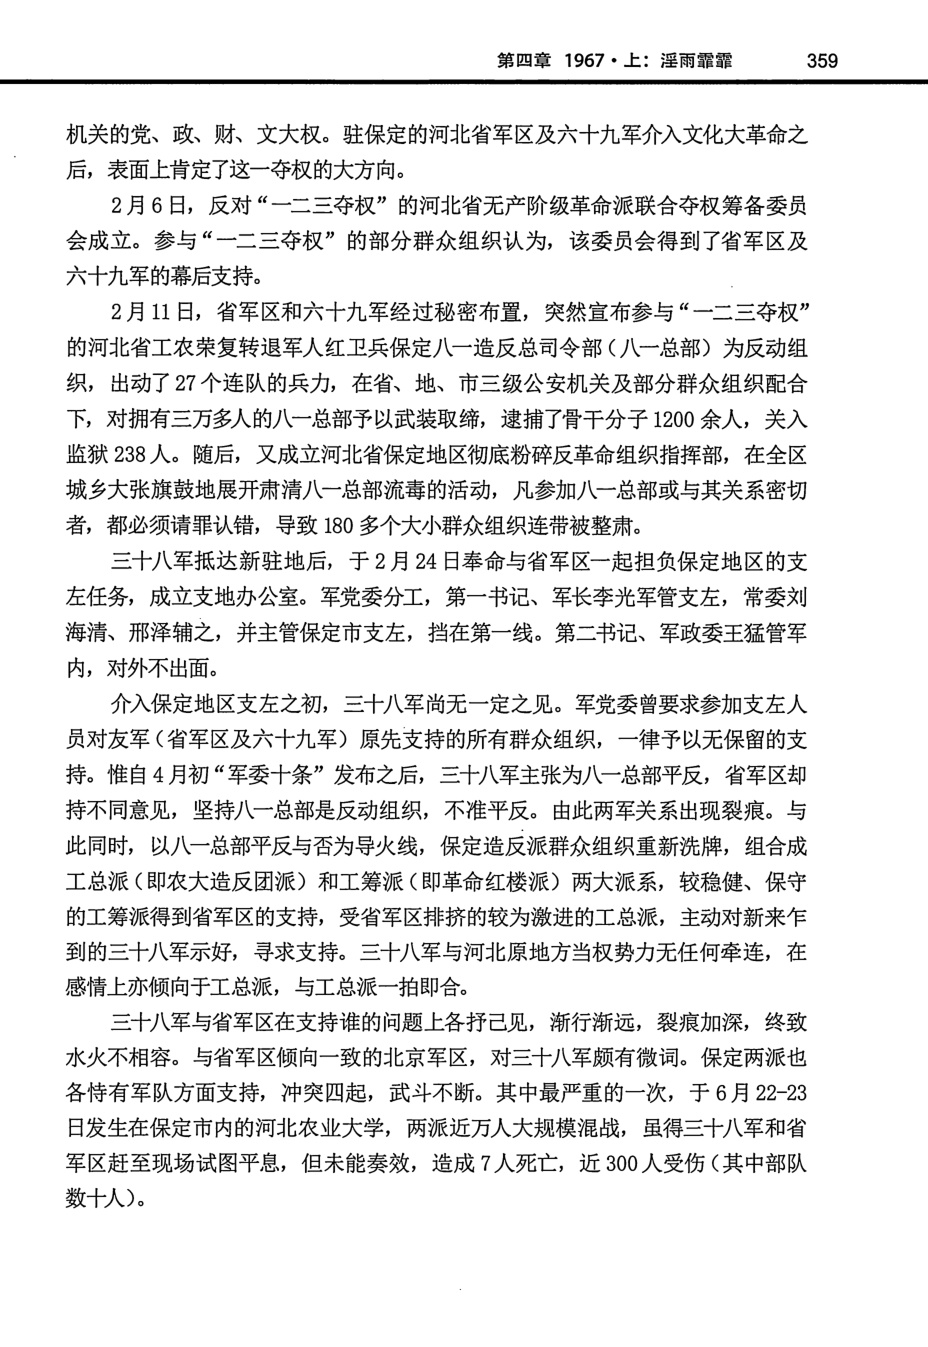 第四章 1967·上：淫雨霏霏 359
机关的党、政、财、文大权。驻保定的河北省军区及六十九军介入文化大革命之
后，表面上肯定了这一夺权的大方向。
2月6日，反对“一二三夺权”的河北省无产阶级革命派联合夺权筹备委员
会成立。参与“一二三夺权”的部分群众组织认为，该委员会得到了省军区及
六十九军的幕后支持。
2月11日，省军区和六十九军经过秘密布置，突然宣布参与“一二三夺权”
的河北省工农荣复转退军人红卫兵保定八一造反总司令部（八一总部）为反动组
织，出动了27个连队的兵力，在省、地、市三级公安机关及部分群众组织配合
下，对拥有三万多人的八一总部予以武装取缔，逮捕了骨干分子1200余人，关入
监狱238人。随后，又成立河北省保定地区彻底粉碎反革命组织指挥部，在全区
城乡大张旗鼓地展开肃清八一总部流毒的活动，凡参加八一总部或与其关系密切
者，都必须请罪认错，导致180多个大小群众组织连带被整肃。
三十八军抵达新驻地后，于2月24日奉命与省军区一起担负保定地区的支
左任务，成立支地办公室。军党委分工，第一书记、军长李光军管支左，常委刘
海清、邢泽辅之，并主管保定市支左，挡在第一线。第二书记、军政委王猛管军
内，对外不出面。
介入保定地区支左之初，三十八军尚无一定之见。军党委曾要求参加支左人
员对友军（省军区及六十九军）原先支持的所有群众组织，一律予以无保留的支
持。惟自4月初“军委十条”发布之后，三十八军主张为八一总部平反，省军区却
持不同意见，坚持八一总部是反动组织，不准平反。由此两军关系出现裂痕。与
此同时，以八一总部平反与否为导火线，保定造反派群众组织重新洗牌，组合成
工总派（即农大造反团派）和工筹派（即革命红楼派）两大派系，较稳健、保守
的工筹派得到省军区的支持，受省军区排挤的较为激进的工总派，主动对新来乍
到的三十八军示好，寻求支持。三十八军与河北原地方当权势力无任何牵连，在
感情上亦倾向于工总派，与工总派一拍即合。
三十八军与省军区在支持谁的问题上各抒己见，渐行渐远，裂痕加深，终致
水火不相容。与省军区倾向一致的北京军区，对三十八军颇有微词。保定两派也
各恃有军队方面支持，冲突四起，武斗不断。其中最严重的一次，于6月22-23
日发生在保定市内的河北农业大学，两派近万人大规模混战，虽得三十八军和省
军区赶至现场试图平息，但未能奏效，造成7人死亡，近300人受伤（其中部队
数十人）。